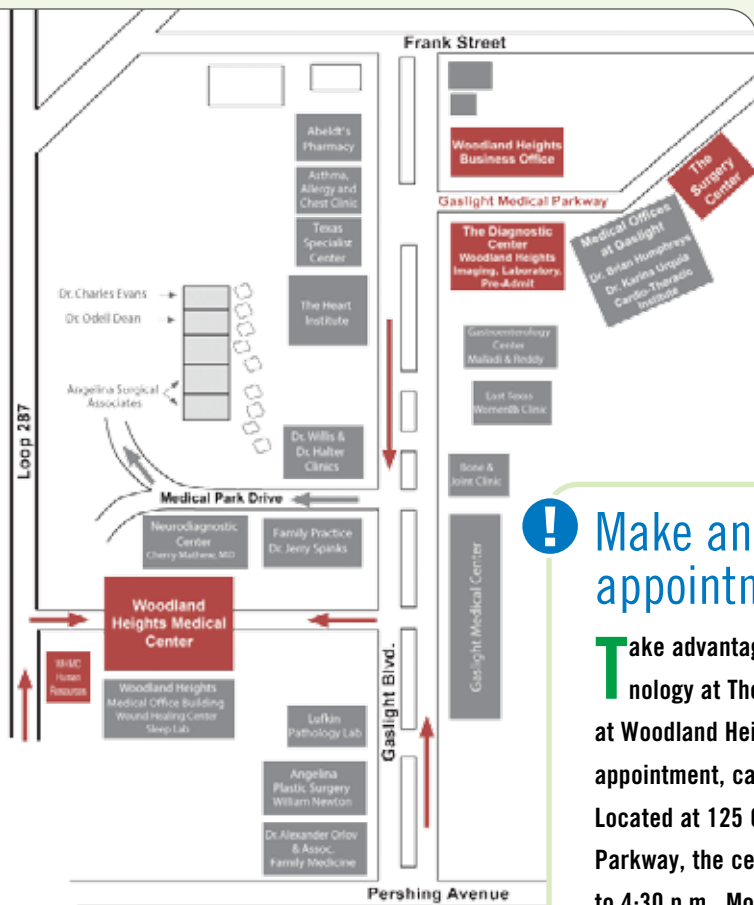 Frank Street
Abeldt's
Pharmacy
Asthma,
Allergy and
Chest Clinic
Texas
Specialist
Center
The Heart
Institute
Woodland Heights
Business Office
Gaslight Medical Parkway
The
Surgery
Center
The Diagnostic
Center
Woodland Heights
Imaging, Laboratory,
Pre-Admit
Medical Offices
at Gaslight
Dr. Brian Humphreys
Dr. Karina Urquia
Cardio-Thoracic
Institute
Dr. Charles Evans
Dr. Odell Dean
Angelina Surgical
Associates
Gastroenterology
Center
Malladi & Reddy
East Texas
Clinic
Dr. Willis &
Dr. Halter
Clinics
Bone &
Joint Clinic
Loop 287
Medical Park Drive
Neurodiagnostic
Center
Cherry Mathew, MD
Family Practice
Dr. Jerry Spinks
Gaslight Medical Center
Woodland
Heights Medical
Center
WHMC
Human
Resources
Woodland Heights
Medical Office Building
Wound Healing Center
Sleep Lab
Lufkin
Pathology Lab
Gaslight Blvd.
Angelina
Plastic Surgery
William Newton
Dr. Alexander Orlov
& Assoc.
Family Medicine
Pershing Avenue
!
Make an
appointm
Take advantag
nology at The
at Woodland Hei
appointment, ca
Located at 125 G
Parkway, the ce
to 4:30 p.m., Mo